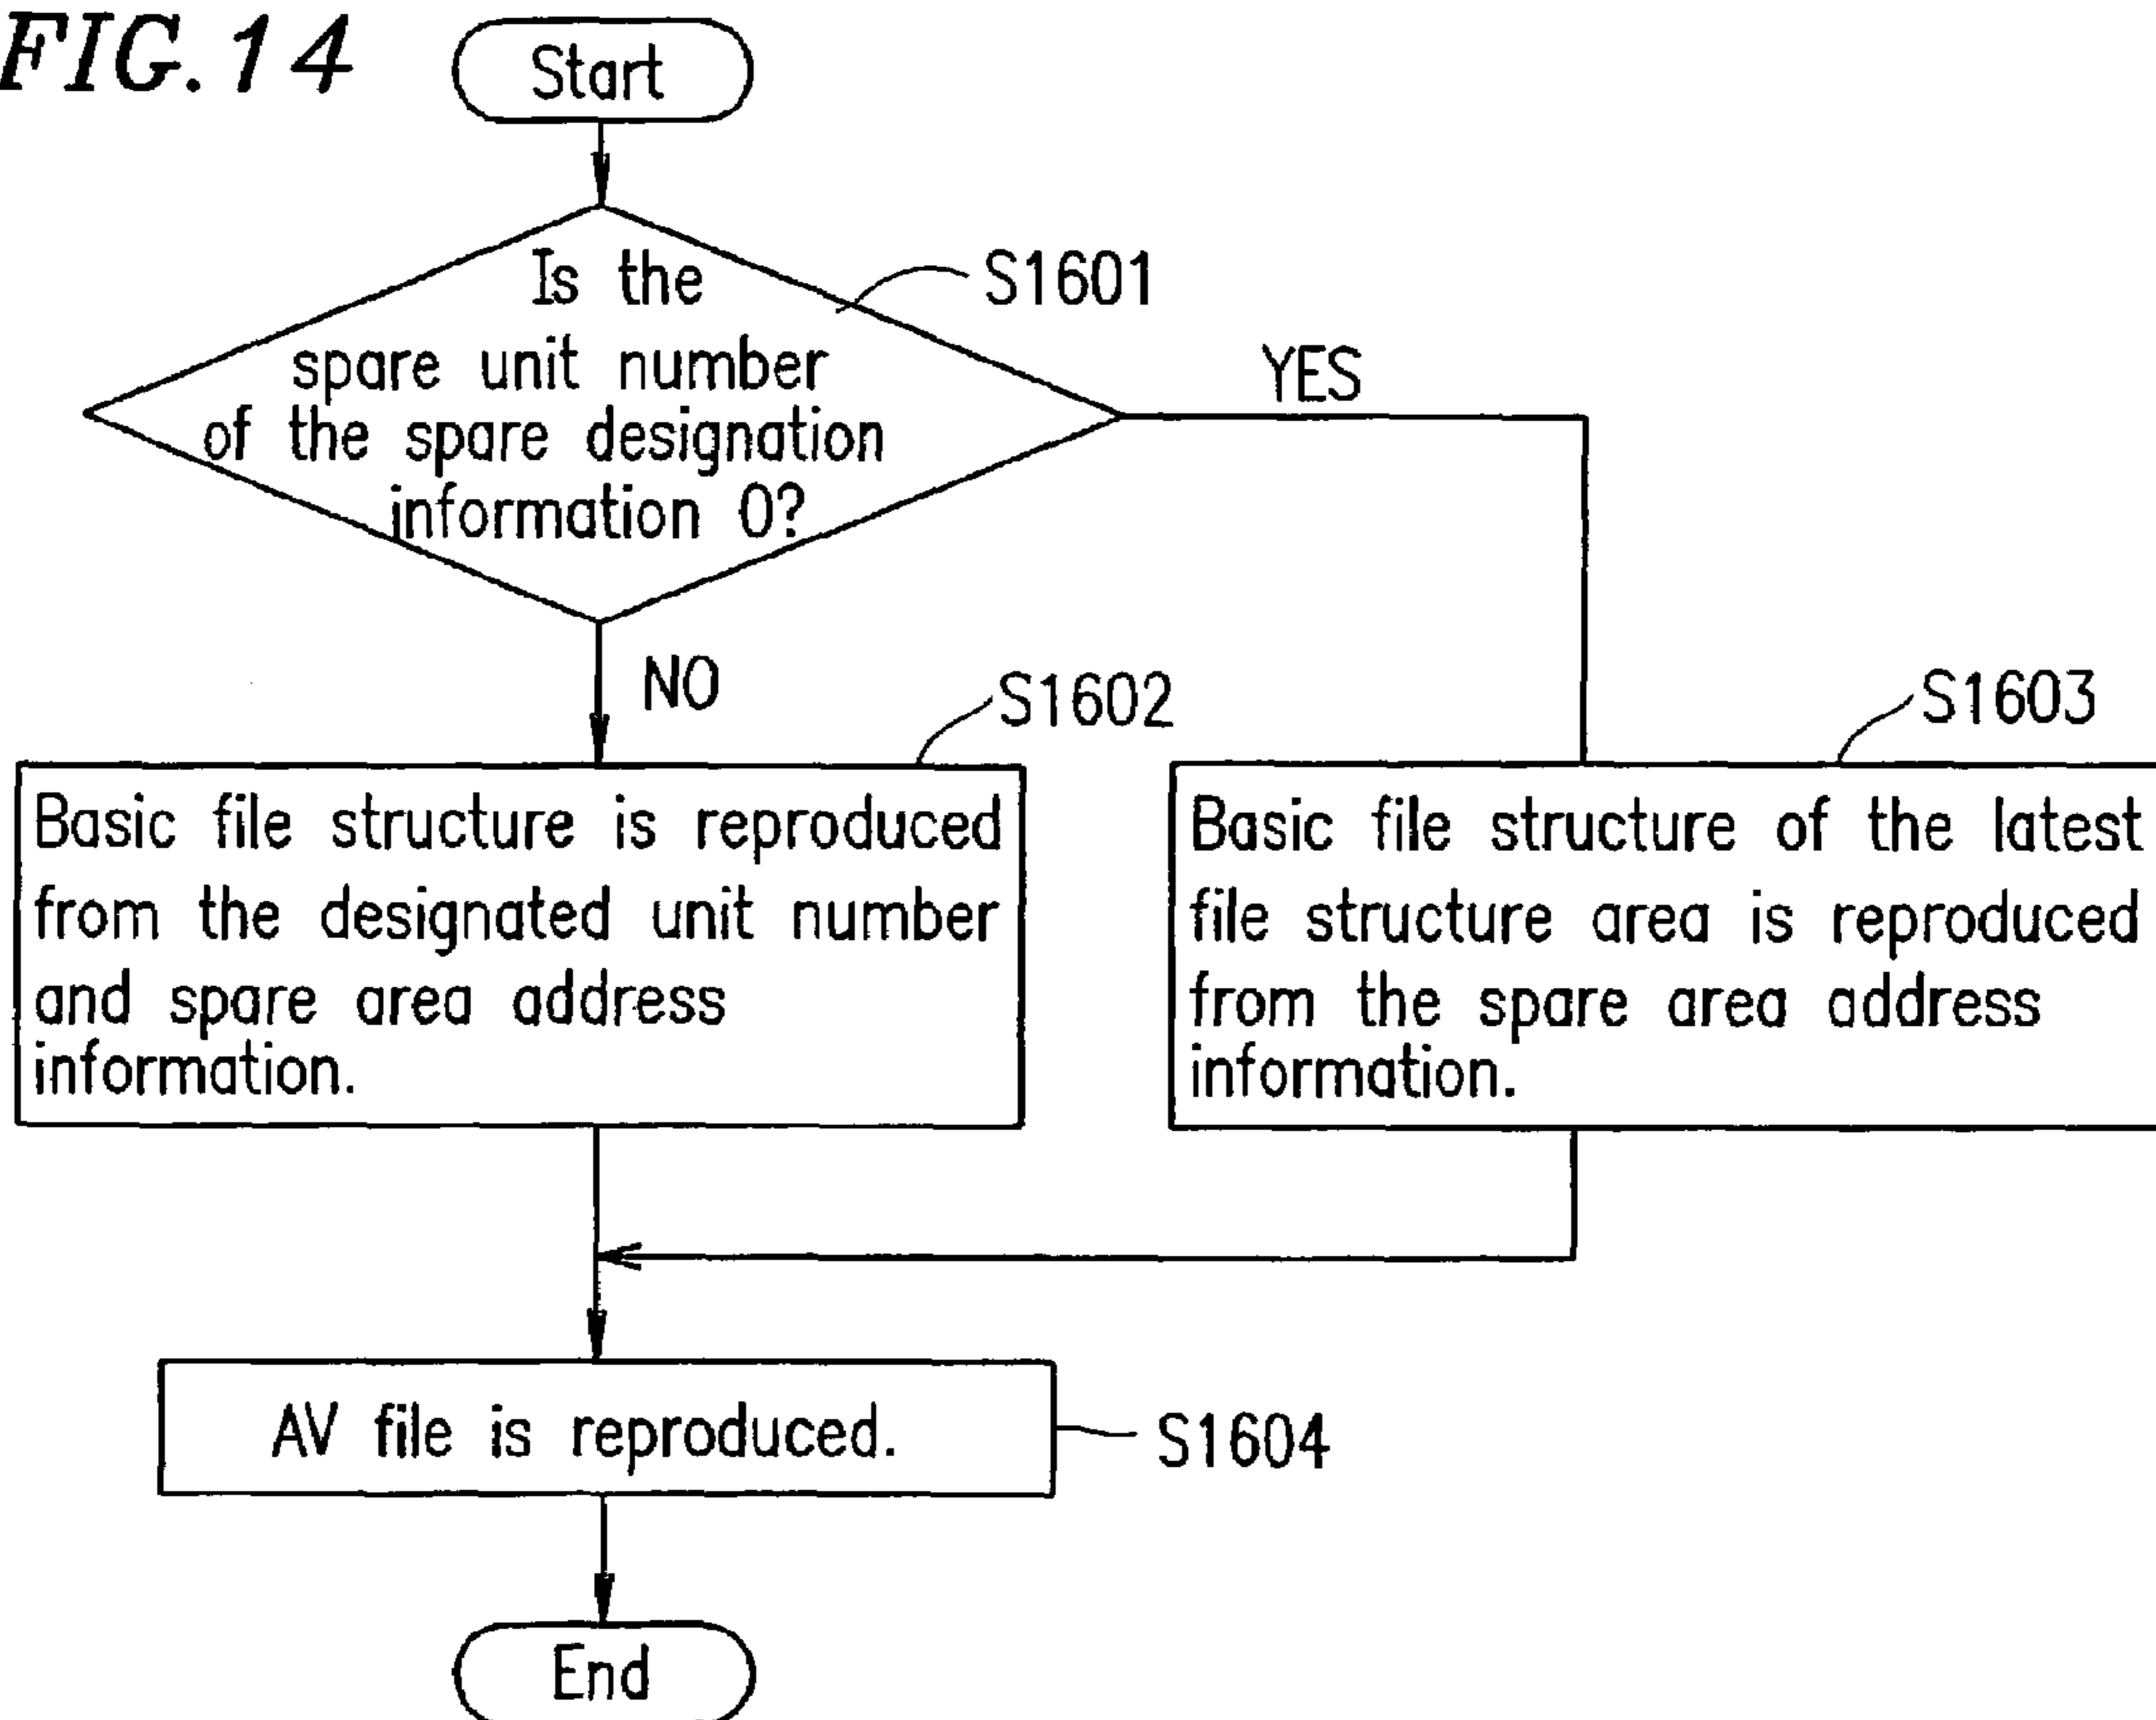 FIG. 14
Start
Is the
spare unit number
of the spare designation
information 0?
S1601
YES
NO
S1602
Basic file structure is reproduced
from the designated unit number
and spare area address
information.
S1603
Basic file structure of the latest
file structure area is reproduced
from the spare area address
information.
AV file is reproduced.
S1604
End